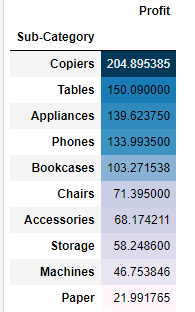 Profit
Sub-Category
Copiers 204.895385
Tables 150.090000
Appliances 139.623750
Phones 133.993500
Bookcases 103.271538
Chairs 71.395000
Accessories 68.174211
Storage 58.248600
Machines 46.753846
Paper 21.991765